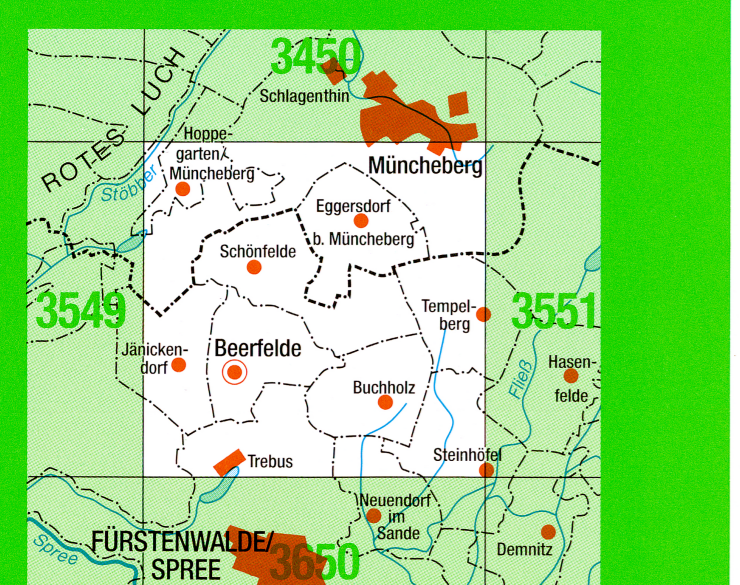 3450
Schlagenthin
ROTES LUCH
Hoppe-
garten/
Müncheberg
Müncheberg
Stöbber
Eggersdorf
b. Müncheberg
Schönfelde
3549
Tempel-
berg
3551
Jänicken-
dorf
Beerfelde
Fließ
Hasen-
felde
Buchholz
Trebus
Steinhöfel
Neuendorf
im
Sande
Spree
FÜRSTENWALDE/
SPREE
3650
Demnitz